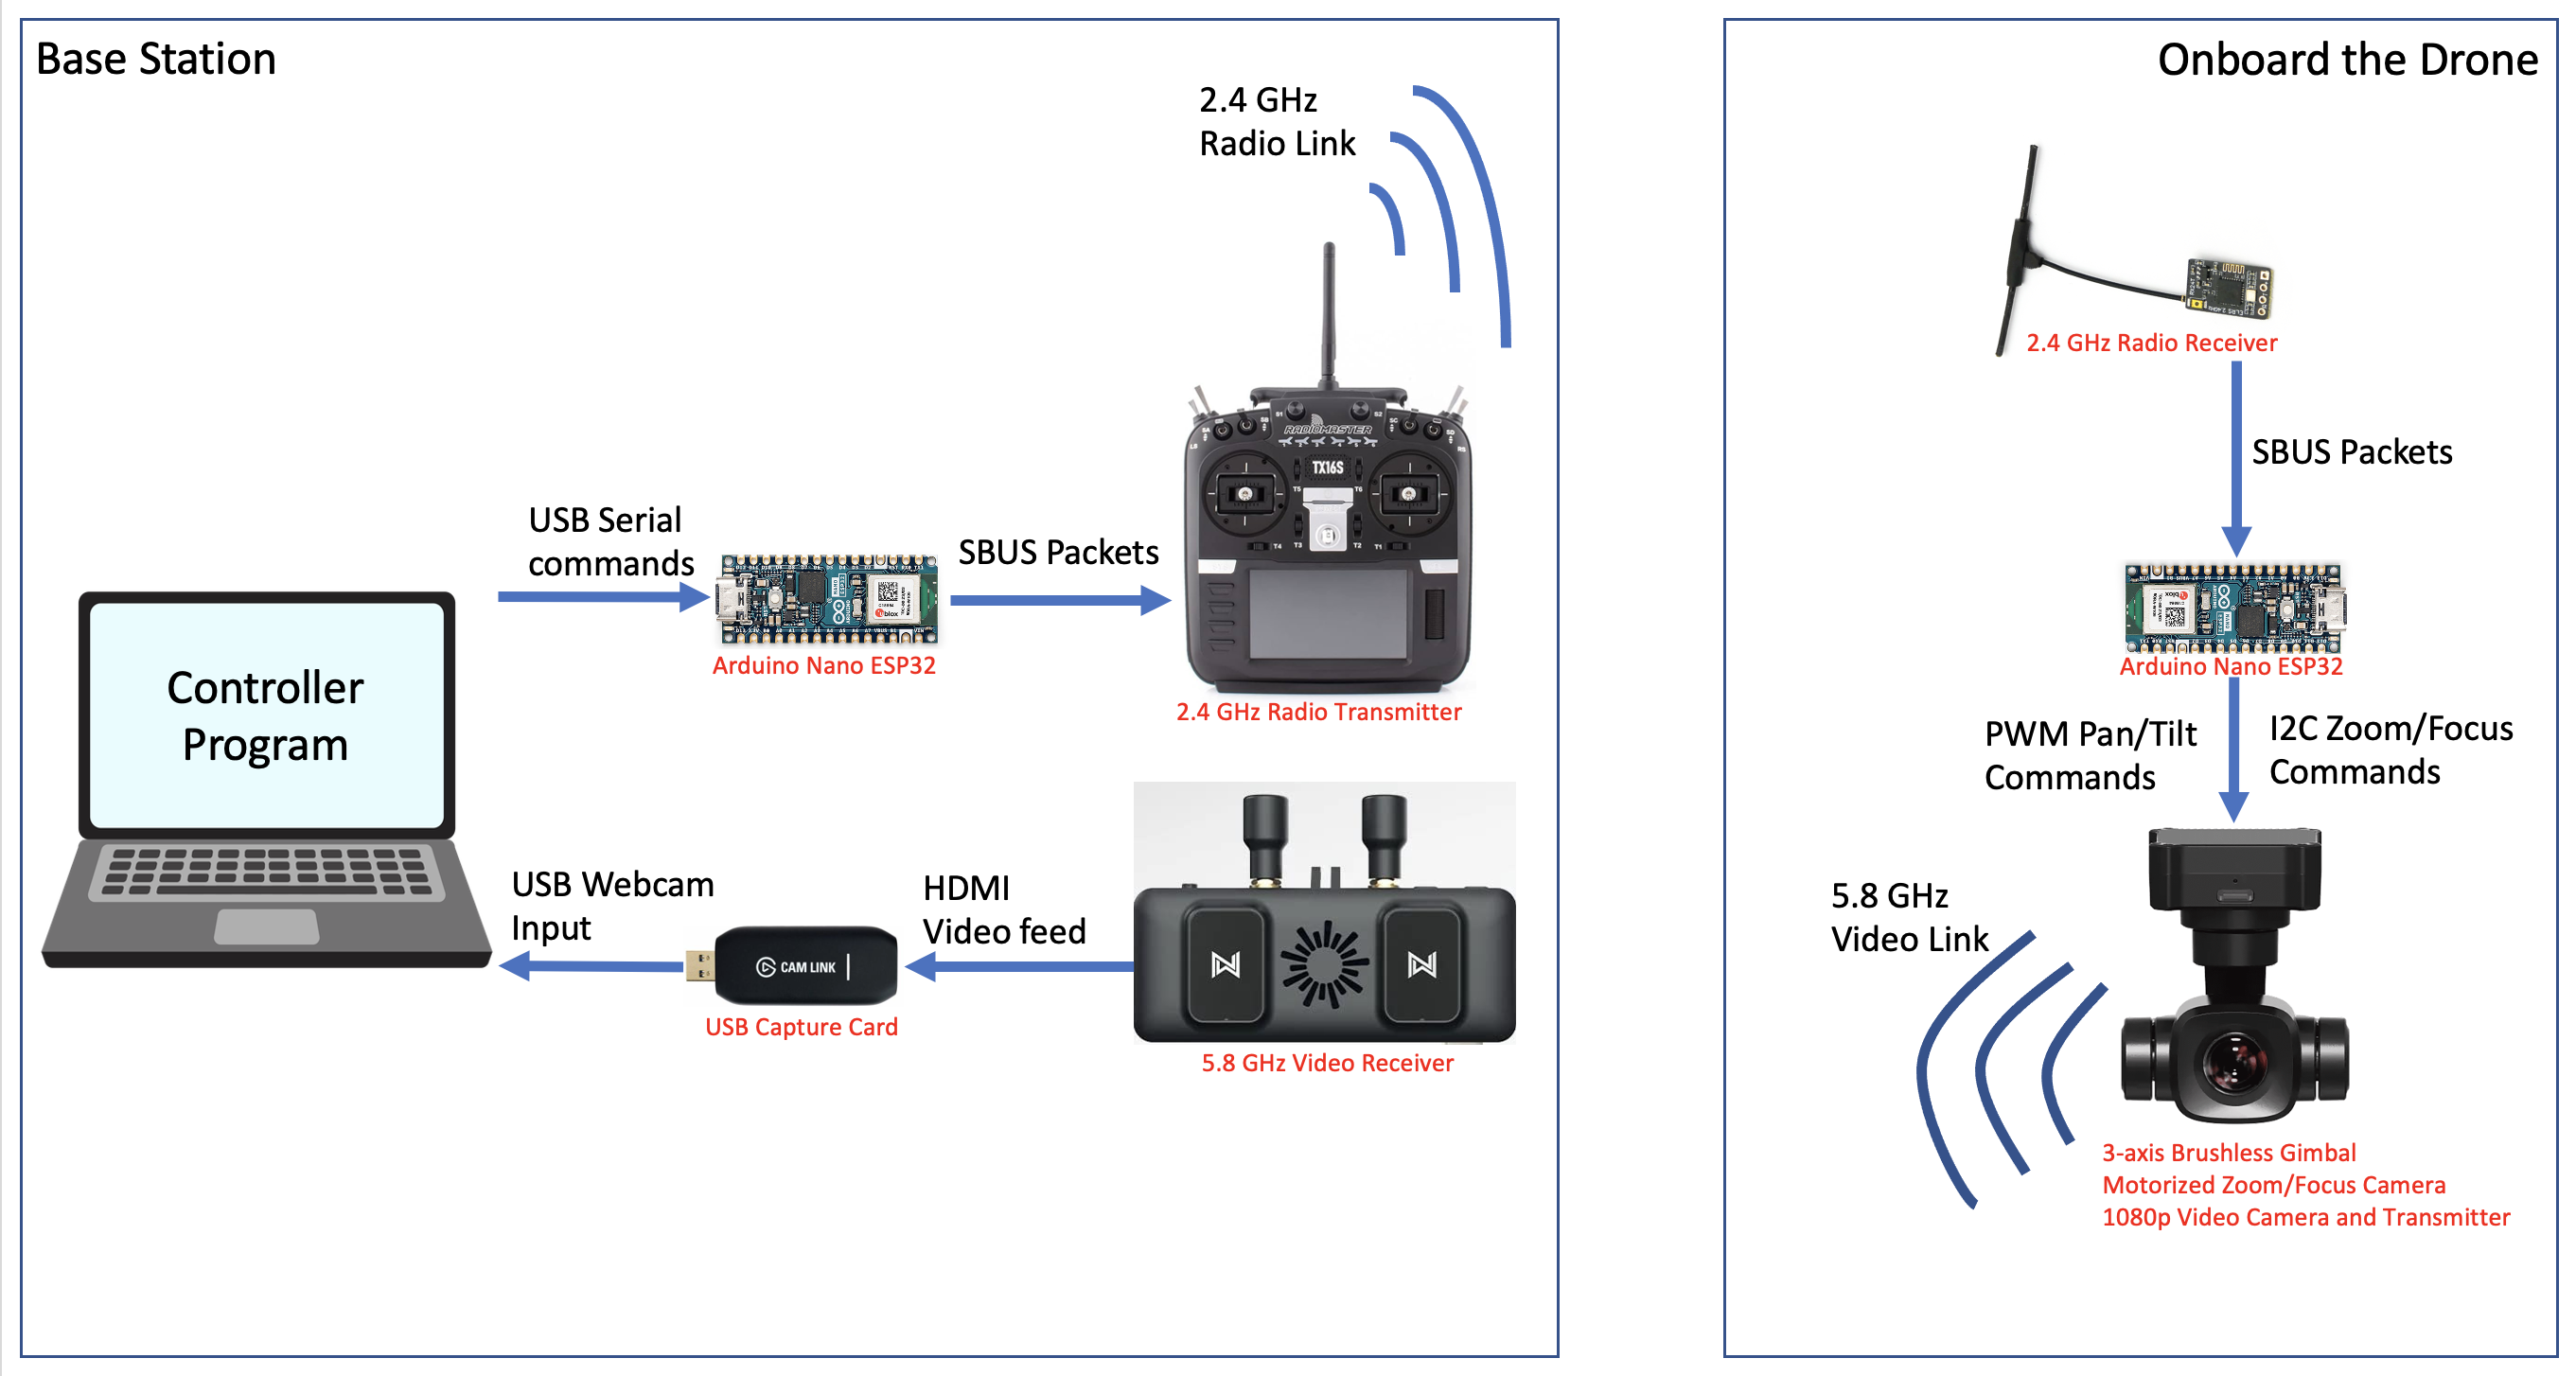 Base Station
2.4 GHz
Radio Link
RADIOMASTER
TX16S
USB Serial
commands
SBUS Packets
Arduino Nano ESP32
2.4 GHz Radio Transmitter
Controller
Program
USB Webcam
Input
CAM LINK
USB Capture Card
HDMI
Video feed
5.8 GHz Video Receiver
Onboard the Drone
2.4 GHz Radio Receiver
SBUS Packets
Arduino Nano ESP32
PWM Pan/Tilt
Commands
I2C Zoom/Focus
Commands
5.8 GHz
Video Link
3-axis Brushless Gimbal
Motorized Zoom/Focus Camera
1080p Video Camera and Transmitter